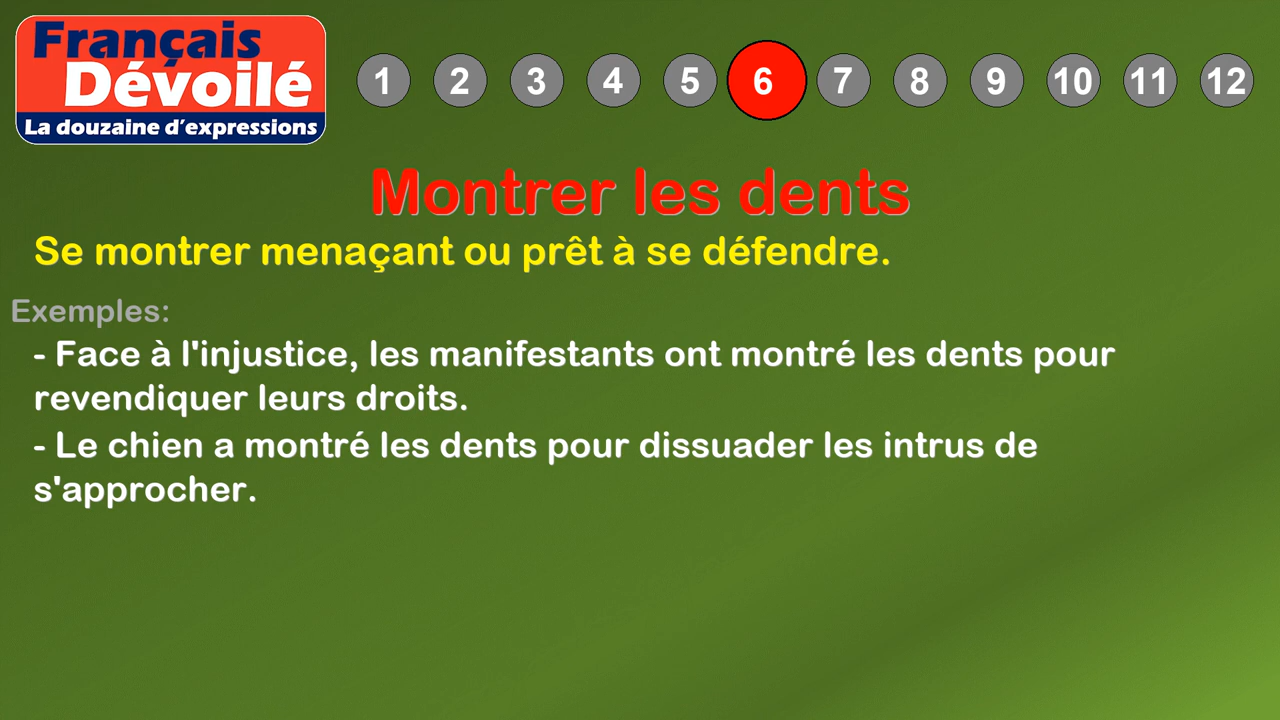 Français
Dévoilé
La douzaine d'expressions
1 2 3 4 5 6 7 8 9 10 11 12
Montrer les dents
Se montrer menaçant ou prêt à se défendre.
Exemples:
- Face à l'injustice, les manifestants ont montré les dents pour
revendiquer leurs droits.
- Le chien a montré les dents pour dissuader les intrus de
s'approcher.